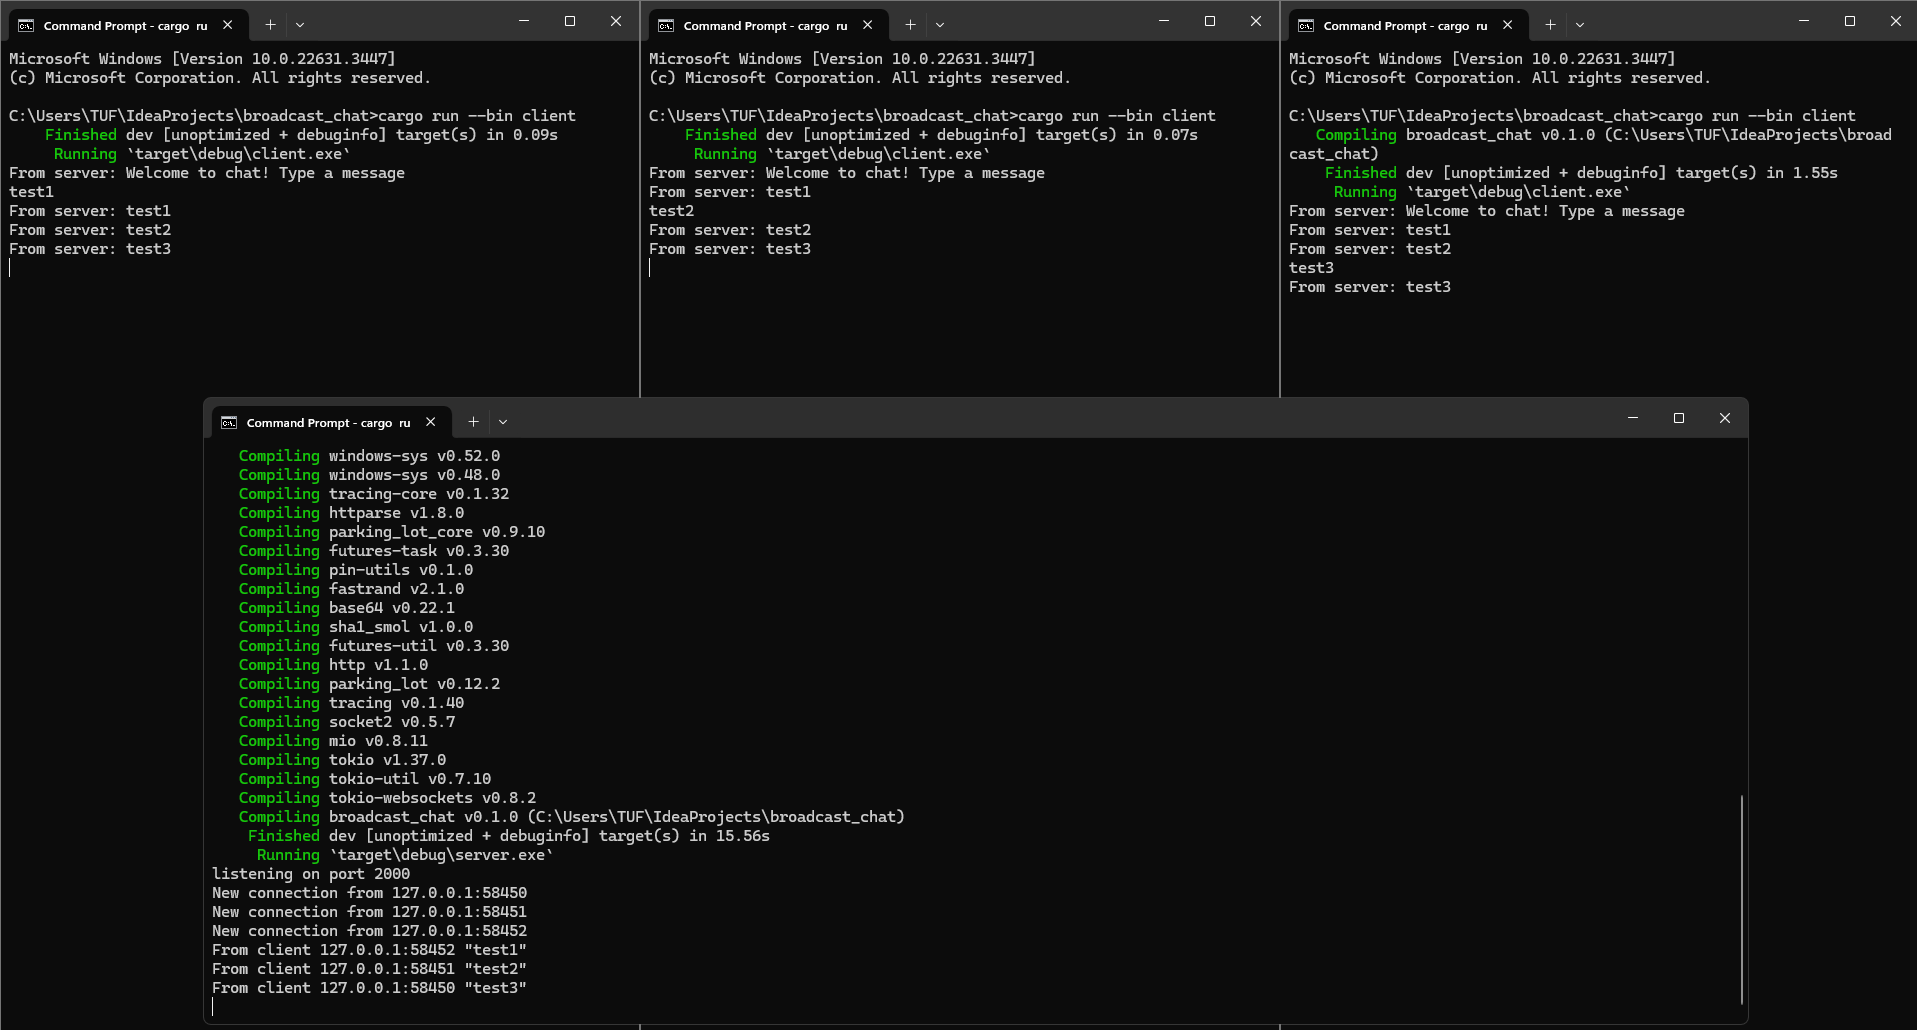 Command Prompt - cargo  ru
Microsoft Windows [Version 10.0.22631.3447]
(c) Microsoft Corporation. All rights reserved.
C:\Users\TUF\IdeaProjects\broadcast_chat>cargo run --bin client
    Finished dev [unoptimized + debuginfo] target(s) in 0.09s
     Running `target\debug\client.exe`
From server: Welcome to chat! Type a message
test1
From server: test1
From server: test2
From server: test3
Command Prompt - cargo  ru
Microsoft Windows [Version 10.0.22631.3447]
(c) Microsoft Corporation. All rights reserved.
C:\Users\TUF\IdeaProjects\broadcast_chat>cargo run --bin client
    Finished dev [unoptimized + debuginfo] target(s) in 0.07s
     Running `target\debug\client.exe`
From server: Welcome to chat! Type a message
From server: test1
test2
From server: test2
From server: test3
Command Prompt - cargo  ru
Microsoft Windows [Version 10.0.22631.3447]
(c) Microsoft Corporation. All rights reserved.
C:\Users\TUF\IdeaProjects\broadcast_chat>cargo run --bin client
   Compiling broadcast_chat v0.1.0 (C:\Users\TUF\IdeaProjects\broad
cast_chat)
    Finished dev [unoptimized + debuginfo] target(s) in 1.55s
     Running `target\debug\client.exe`
From server: Welcome to chat! Type a message
From server: test1
From server: test2
test3
From server: test3
Command Prompt - cargo  ru
   Compiling windows-sys v0.52.0
   Compiling windows-sys v0.48.0
   Compiling tracing-core v0.1.32
   Compiling httparse v1.8.0
   Compiling parking_lot_core v0.9.10
   Compiling futures-task v0.3.30
   Compiling pin-utils v0.1.0
   Compiling fastrand v2.1.0
   Compiling base64 v0.22.1
   Compiling sha1_smol v1.0.0
   Compiling futures-util v0.3.30
   Compiling http v1.1.0
   Compiling parking_lot v0.12.2
   Compiling tracing v0.1.40
   Compiling socket2 v0.5.7
   Compiling mio v0.8.11
   Compiling tokio v1.37.0
   Compiling tokio-util v0.7.10
   Compiling tokio-websockets v0.8.2
   Compiling broadcast_chat v0.1.0 (C:\Users\TUF\IdeaProjects\broadcast_chat)
    Finished dev [unoptimized + debuginfo] target(s) in 15.56s
     Running `target\debug\server.exe`
listening on port 2000
New connection from 127.0.0.1:58450
New connection from 127.0.0.1:58451
New connection from 127.0.0.1:58452
From client 127.0.0.1:58452 "test1"
From client 127.0.0.1:58451 "test2"
From client 127.0.0.1:58450 "test3"